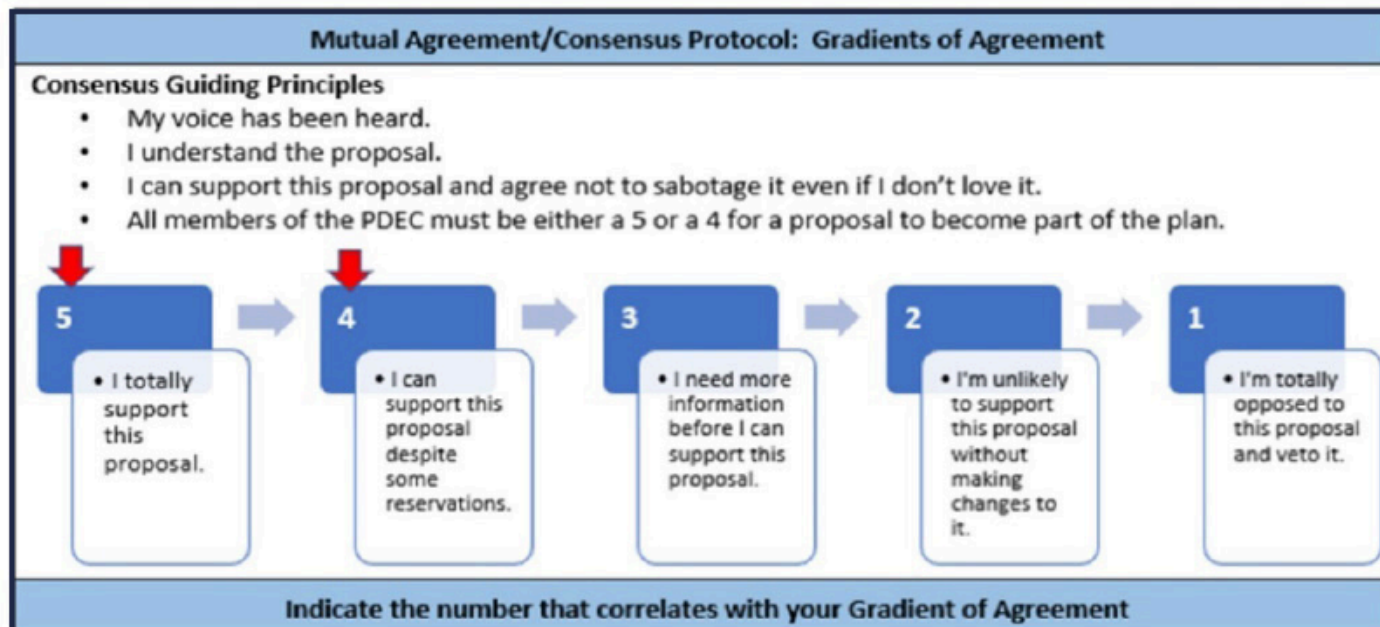 Mutual Agreement/Consensus Protocol: Gradients of Agreement
Consensus Guiding Principles
• My voice has been heard.
• I understand the proposal.
• I can support this proposal and agree not to sabotage it even if I don't love it.
• All members of the PDEC must be either a 5 or a 4 for a proposal to become part of the plan.
5
• I totally
support
this
proposal.
4
• I can
support this
proposal
despite
some
reservations.
3
• I need more
information
before I can
support this
proposal.
2
• I'm unlikely
to support
this proposal
without
making
changes to
it.
1
• I'm totally
opposed to
this proposal
and veto it.
Indicate the number that correlates with your Gradient of Agreement